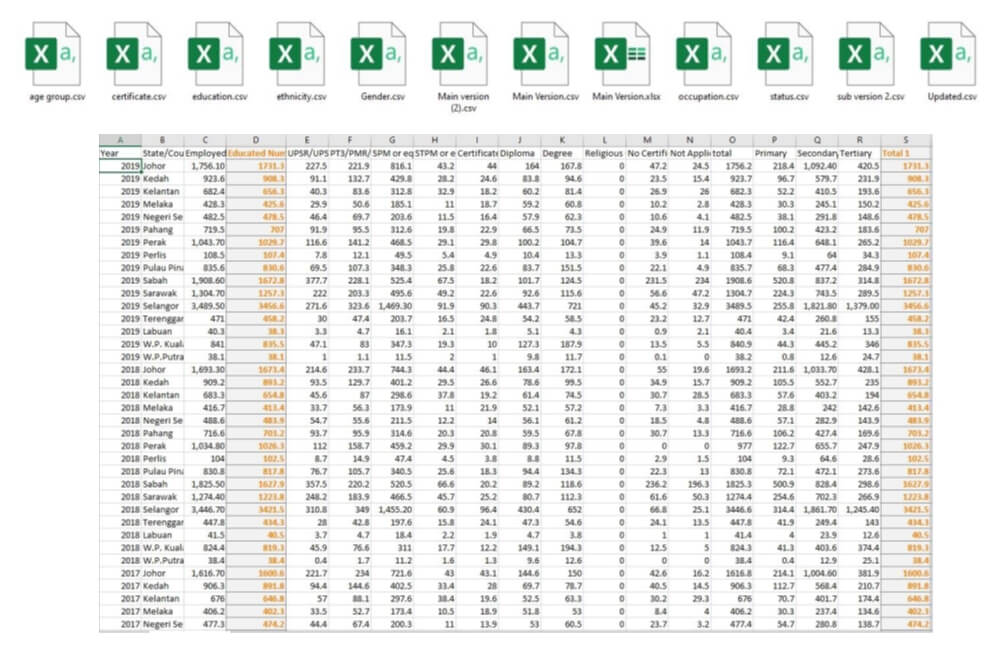 age group.csv certificate.csv education.csv ethnicity.csv Gender.csv Main version (2).csv Main Version.csv Main Version.xlsx occupation.csv status.csv sub version 2.csv Updated.csv
A B C D E F G H I J K L M N O P Q R S
Year State/Cou Employed Educated Num UPSR/UPS PT3/PMR/ SPM or eq STPM or e Certificate Diploma Degree Religious No Certifi Not Applic total Primary Secondary Tertiary Total 1
2019 Johor 1,756.10 1731.3 227.5 221.9 816.1 43.2 44 164 167.8 0 47.2 24.5 1756.2 218.4 1,092.40 420.5 1731.3
2019 Kedah 923.6 908.3 91.1 132.7 429.8 28.2 24.6 83.8 94.6 0 23.5 15.4 923.7 96.7 579.7 231.9 908.3
2019 Kelantan 682.4 656.3 40.3 83.6 312.8 32.9 18.2 60.2 81.4 0 26.9 26 682.3 52.2 410.5 193.6 656.3
2019 Melaka 428.3 425.6 29.9 50.6 185.1 11 18.7 59.2 60.8 0 10.2 2.8 428.3 30.3 245.1 150.2 425.6
2019 Negeri Se 482.5 478.5 46.4 69.7 203.6 11.5 16.4 57.9 62.3 0 10.6 4.1 482.5 38.1 291.8 148.6 478.5
2019 Pahang 719.5 707 91.9 95.5 312.6 19.8 22.9 66.5 73.5 0 24.9 11.9 719.5 100.2 423.2 183.6 707
2019 Perak 1,043.70 1029.7 116.6 141.2 468.5 29.1 29.8 100.2 104.7 0 39.6 14 1043.7 116.4 648.1 265.2 1029.7
2019 Perlis 108.5 107.4 7.8 12.1 49.5 5.4 4.9 10.4 13.3 0 3.9 1.1 108.4 9.1 64 34.3 107.4
2019 Pulau Pin 835.6 830.6 69.5 107.3 348.3 25.8 22.6 83.7 151.5 0 22.1 4.9 835.7 68.3 477.4 284.9 830.6
2019 Sabah 1,908.60 1672.8 377.7 228.1 525.4 67.5 18.2 101.7 124.5 0 231.5 234 1908.6 520.8 837.2 314.8 1672.8
2019 Sarawak 1,304.70 1257.3 222 203.3 495.6 49.2 22.6 92.6 115.6 0 56.6 47.2 1304.7 224.3 743.5 289.5 1257.3
2019 Selangor 3,489.50 3456.6 271.6 323.6 1,469.30 91.9 90.3 443.7 721 0 45.2 32.9 3489.5 255.8 1,821.80 1,379.00 3456.6
2019 Terenggar 471 458.2 30 47.4 203.7 16.5 24.8 54.2 58.5 0 23.2 12.7 471 42.4 260.8 155 458.2
2019 Labuan 40.3 38.3 3.3 4.7 16.1 2.1 1.8 5.1 4.3 0 0.9 2.1 40.4 3.4 21.6 13.3 38.3
2019 W.P. Kual 841 835.5 47.1 83 347.3 19.3 10 127.3 187.9 0 13.5 5.5 840.9 44.3 445.2 346 835.5
2019 W.P.Putra 38.1 38.1 1 1.1 11.5 2 1 9.8 11.7 0 0.1 0 38.2 0.8 12.6 24.7 38.1
2018 Johor 1,693.30 1673.4 214.6 233.7 744.3 44.4 46.1 163.4 172.1 0 55 19.6 1693.2 211.6 1,033.70 428.1 1673.4
2018 Kedah 909.2 893.2 93.5 129.7 401.2 29.5 26.6 78.6 99.5 0 34.9 15.7 909.2 105.5 552.7 235 893.2
2018 Kelantan 683.3 654.8 45.6 87 298.6 37.8 19.2 61.4 74.5 0 30.7 28.5 683.3 57.6 403.2 194 654.8
2018 Melaka 416.7 413.4 33.7 56.3 173.9 11 21.9 52.1 57.2 0 7.3 3.3 416.7 28.8 242 142.6 413.4
2018 Negeri Se 488.6 483.9 54.7 55.6 211.5 12.2 14 56.1 61.2 0 18.5 4.8 488.6 57.1 282.9 143.9 483.9
2018 Pahang 716.6 703.2 93.7 95.9 314.6 20.3 20.8 59.5 67.8 0 30.7 13.3 716.6 106.2 427.4 169.6 703.2
2018 Perak 1,034.80 1026.3 112 158.7 459.2 29.9 30.1 89.3 97.8 0 0 0 977 122.7 655.7 247.9 1026.3
2018 Perlis 104 102.5 8.7 14.9 47.4 4.5 3.8 8.8 11.5 0 2.9 1.5 104 9.3 64.6 28.6 102.5
2018 Pulau Pin 830.8 817.8 76.7 105.7 340.5 25.6 18.3 94.4 134.3 0 22.3 13 830.8 72.1 472.1 273.6 817.8
2018 Sabah 1,825.50 1627.9 357.5 220.2 520.5 66.6 20.2 89.2 118.6 0 236.2 196.3 1825.3 500.9 828.4 298.6 1627.9
2018 Sarawak 1,274.40 1223.8 248.2 183.9 466.5 45.7 25.2 80.7 112.3 0 61.6 50.3 1274.4 254.6 702.3 266.9 1223.8
2018 Selangor 3,446.70 3421.5 310.8 349 1,455.20 60.9 96.4 430.4 652 0 66.8 25.1 3446.6 314.4 1,861.70 1,245.40 3421.5
2018 Terenggar 447.8 434.3 28 42.8 197.6 15.8 24.1 47.3 54.6 0 24.1 13.5 447.8 41.9 249.4 143 434.3
2018 Labuan 41.5 40.5 3.7 4.7 18.4 2.2 1.9 4.7 3.8 0 1 1 41.4 4 23.9 12.6 40.5
2018 W.P. Kual 824.4 819.3 45.9 76.6 311 17.7 12.2 149.1 194.3 0 12.5 5 824.3 41.3 403.6 374.4 819.3
2018 W.P.Putra 38.4 38.4 0.4 1.7 11.2 1.6 1.3 9.6 12.6 0 0 0 38.4 0.4 12.9 25.1 38.4
2017 Johor 1,616.70 1600.6 221.7 234 721.6 43 43.1 144.6 150 0 42.6 16.2 1616.8 214.1 1,004.60 381.9 1600.6
2017 Kedah 906.3 891.8 94.4 144.6 402.5 33.4 28 69.7 78.7 0 40.5 14.5 906.3 112.7 568.4 210.7 891.8
2017 Kelantan 676 646.8 57 88.1 297.6 38.4 19.6 52.5 63.3 0 30.2 29.3 676 70.7 401.7 174.4 646.8
2017 Melaka 406.2 402.3 33.5 52.7 173.4 10.5 18.9 51.8 53 0 8.4 4 406.2 30.3 237.4 134.6 402.3
2017 Negeri Se 477.3 474.2 44.4 67.4 200.3 11 13.9 53 60.5 0 23.7 3.2 477.4 54.7 280.8 138.7 474.2